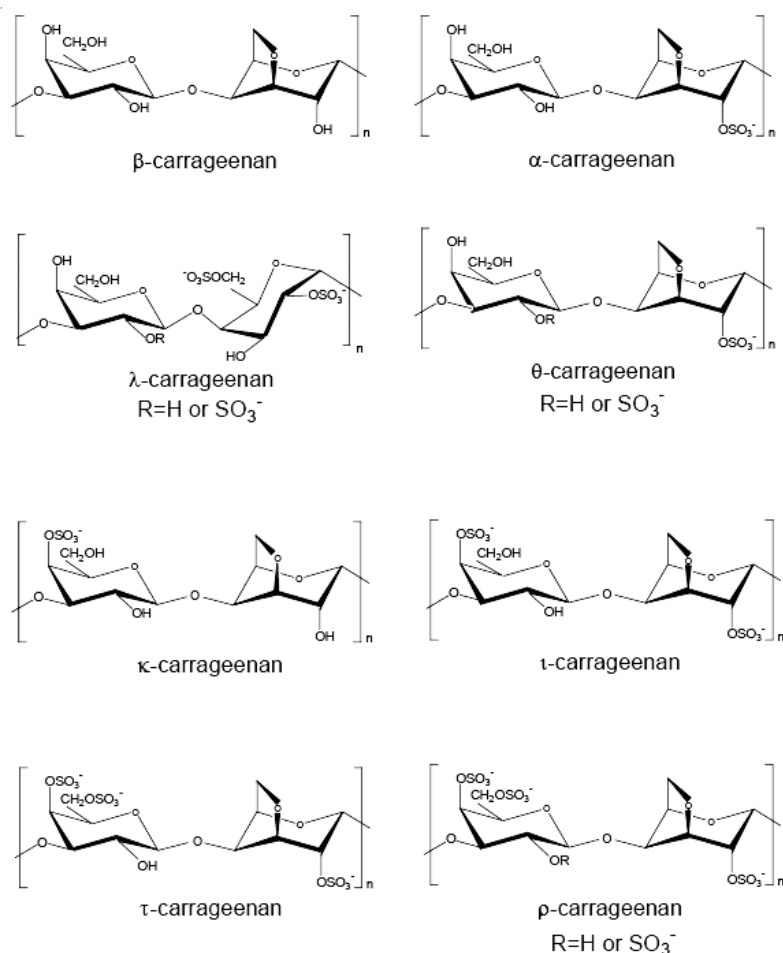 OH
CH₂OH
O
O
OH
O
O
O
OH
n
β-carrageenan
OH
CH₂OH
O
O
OH
O
O
O
OSO₃⁻
n
α-carrageenan
OH
CH₂OH
O
O
OR
O
⁻O₃SOCH₂
O
OSO₃⁻
HO
n
λ-carrageenan
R=H or SO₃⁻
OH
CH₂OH
O
O
OR
O
O
O
OSO₃⁻
n
θ-carrageenan
R=H or SO₃⁻
OSO₃⁻
CH₂OH
O
O
OH
O
O
O
OH
n
κ-carrageenan
OSO₃⁻
CH₂OH
O
O
OH
O
O
O
OSO₃⁻
n
ι-carrageenan
OSO₃⁻
CH₂OSO₃⁻
O
O
OH
O
O
O
OSO₃⁻
n
τ-carrageenan
OSO₃⁻
CH₂OSO₃⁻
O
O
OR
O
O
O
OSO₃⁻
n
ρ-carrageenan
R=H or SO₃⁻